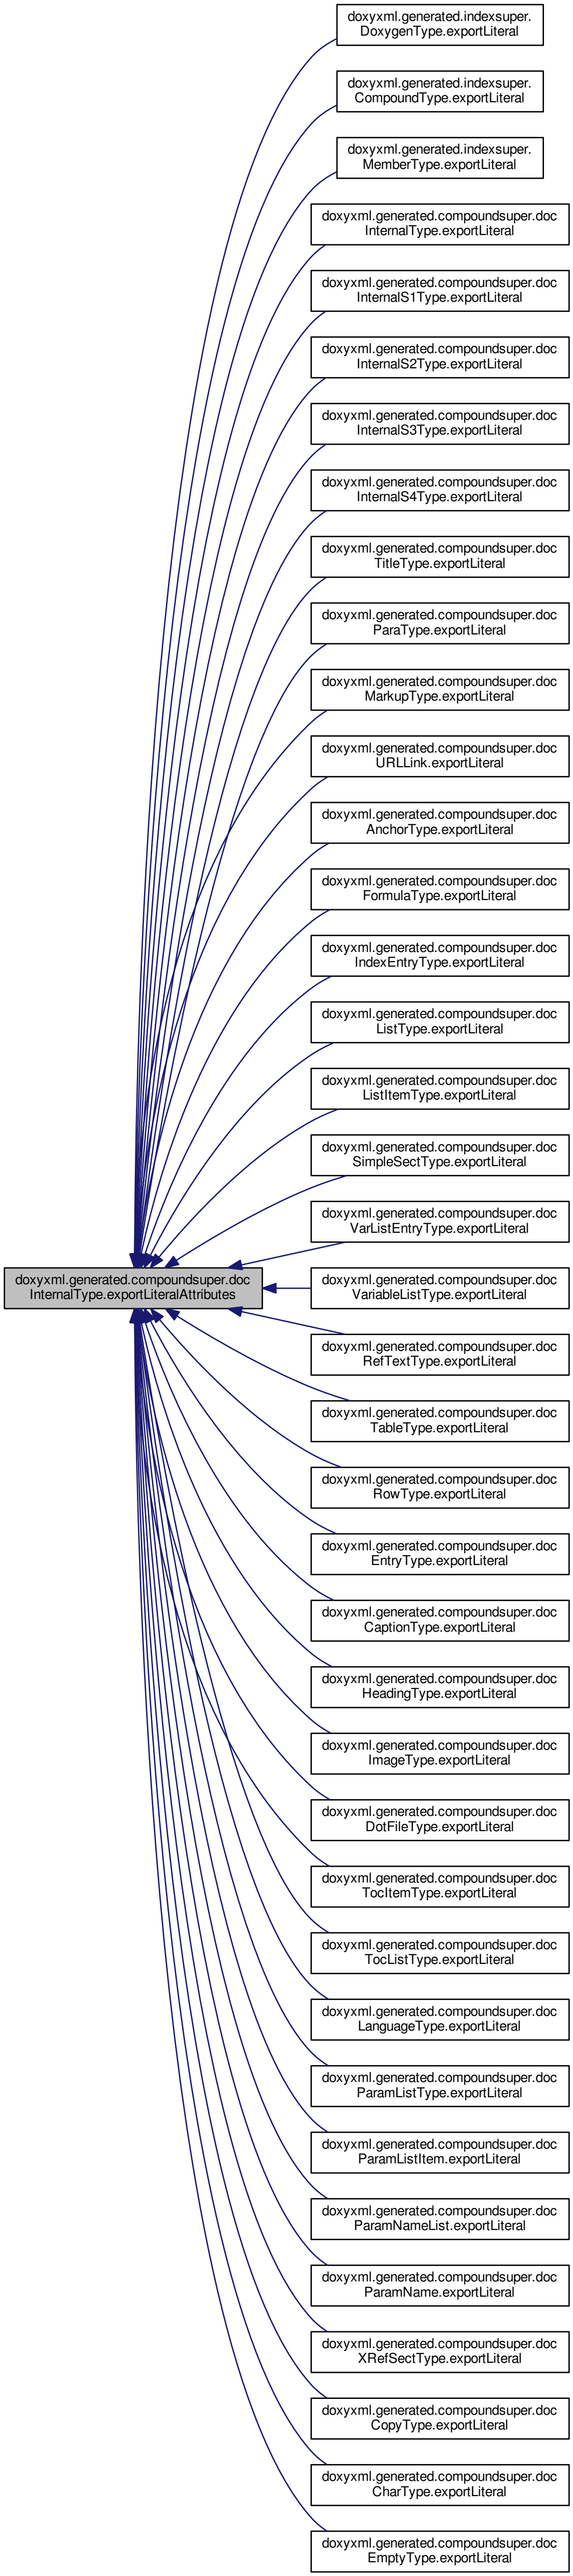 doxyxml.generated.indexsuper.
DoxygenType.exportLiteral
doxyxml.generated.indexsuper.
CompoundType.exportLiteral
doxyxml.generated.indexsuper.
MemberType.exportLiteral
doxyxml.generated.compoundsuper.doc
InternalType.exportLiteral
doxyxml.generated.compoundsuper.doc
InternalS1Type.exportLiteral
doxyxml.generated.compoundsuper.doc
InternalS2Type.exportLiteral
doxyxml.generated.compoundsuper.doc
InternalS3Type.exportLiteral
doxyxml.generated.compoundsuper.doc
InternalS4Type.exportLiteral
doxyxml.generated.compoundsuper.doc
TitleType.exportLiteral
doxyxml.generated.compoundsuper.doc
ParaType.exportLiteral
doxyxml.generated.compoundsuper.doc
MarkupType.exportLiteral
doxyxml.generated.compoundsuper.doc
URLLink.exportLiteral
doxyxml.generated.compoundsuper.doc
AnchorType.exportLiteral
doxyxml.generated.compoundsuper.doc
FormulaType.exportLiteral
doxyxml.generated.compoundsuper.doc
IndexEntryType.exportLiteral
doxyxml.generated.compoundsuper.doc
ListType.exportLiteral
doxyxml.generated.compoundsuper.doc
ListItemType.exportLiteral
doxyxml.generated.compoundsuper.doc
SimpleSectType.exportLiteral
doxyxml.generated.compoundsuper.doc
VarListEntryType.exportLiteral
doxyxml.generated.compoundsuper.doc
InternalType.exportLiteralAttributes
doxyxml.generated.compoundsuper.doc
VariableListType.exportLiteral
doxyxml.generated.compoundsuper.doc
RefTextType.exportLiteral
doxyxml.generated.compoundsuper.doc
TableType.exportLiteral
doxyxml.generated.compoundsuper.doc
RowType.exportLiteral
doxyxml.generated.compoundsuper.doc
EntryType.exportLiteral
doxyxml.generated.compoundsuper.doc
CaptionType.exportLiteral
doxyxml.generated.compoundsuper.doc
HeadingType.exportLiteral
doxyxml.generated.compoundsuper.doc
ImageType.exportLiteral
doxyxml.generated.compoundsuper.doc
DotFileType.exportLiteral
doxyxml.generated.compoundsuper.doc
TocItemType.exportLiteral
doxyxml.generated.compoundsuper.doc
TocListType.exportLiteral
doxyxml.generated.compoundsuper.doc
LanguageType.exportLiteral
doxyxml.generated.compoundsuper.doc
ParamListType.exportLiteral
doxyxml.generated.compoundsuper.doc
ParamListItem.exportLiteral
doxyxml.generated.compoundsuper.doc
ParamNameList.exportLiteral
doxyxml.generated.compoundsuper.doc
ParamName.exportLiteral
doxyxml.generated.compoundsuper.doc
XRefSectType.exportLiteral
doxyxml.generated.compoundsuper.doc
CopyType.exportLiteral
doxyxml.generated.compoundsuper.doc
CharType.exportLiteral
doxyxml.generated.compoundsuper.doc
EmptyType.exportLiteral